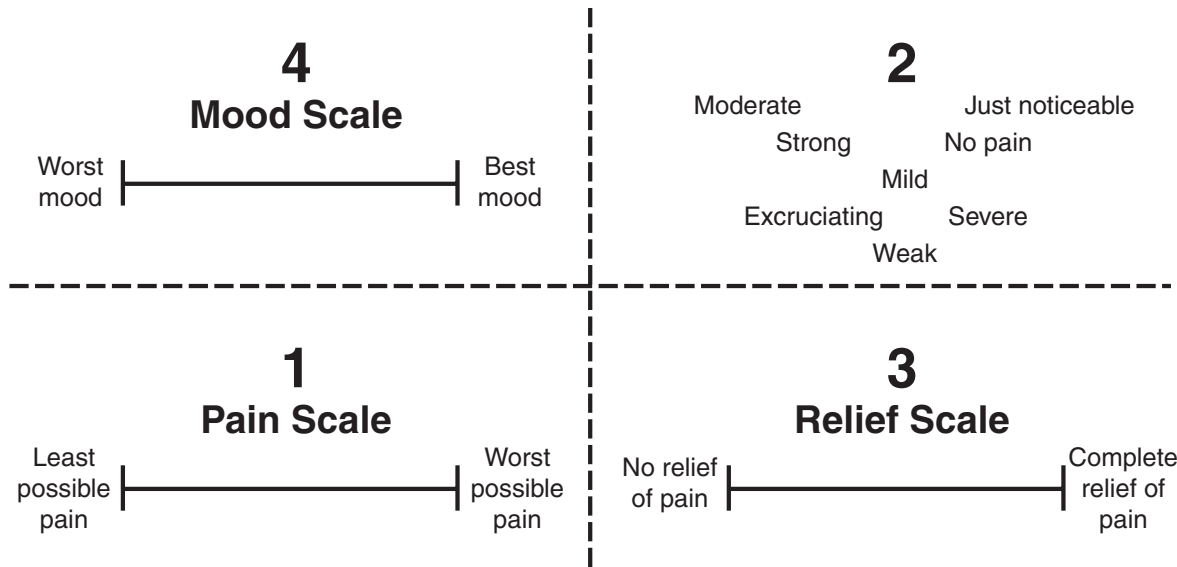 4
Mood Scale
Worst
mood
Best
mood
2
Moderate Just noticeable
Strong No pain
Mild
Excruciating Severe
Weak
1
Pain Scale
Least
possible
pain
Worst
possible
pain
3
Relief Scale
No relief
of pain
Complete
relief of
pain